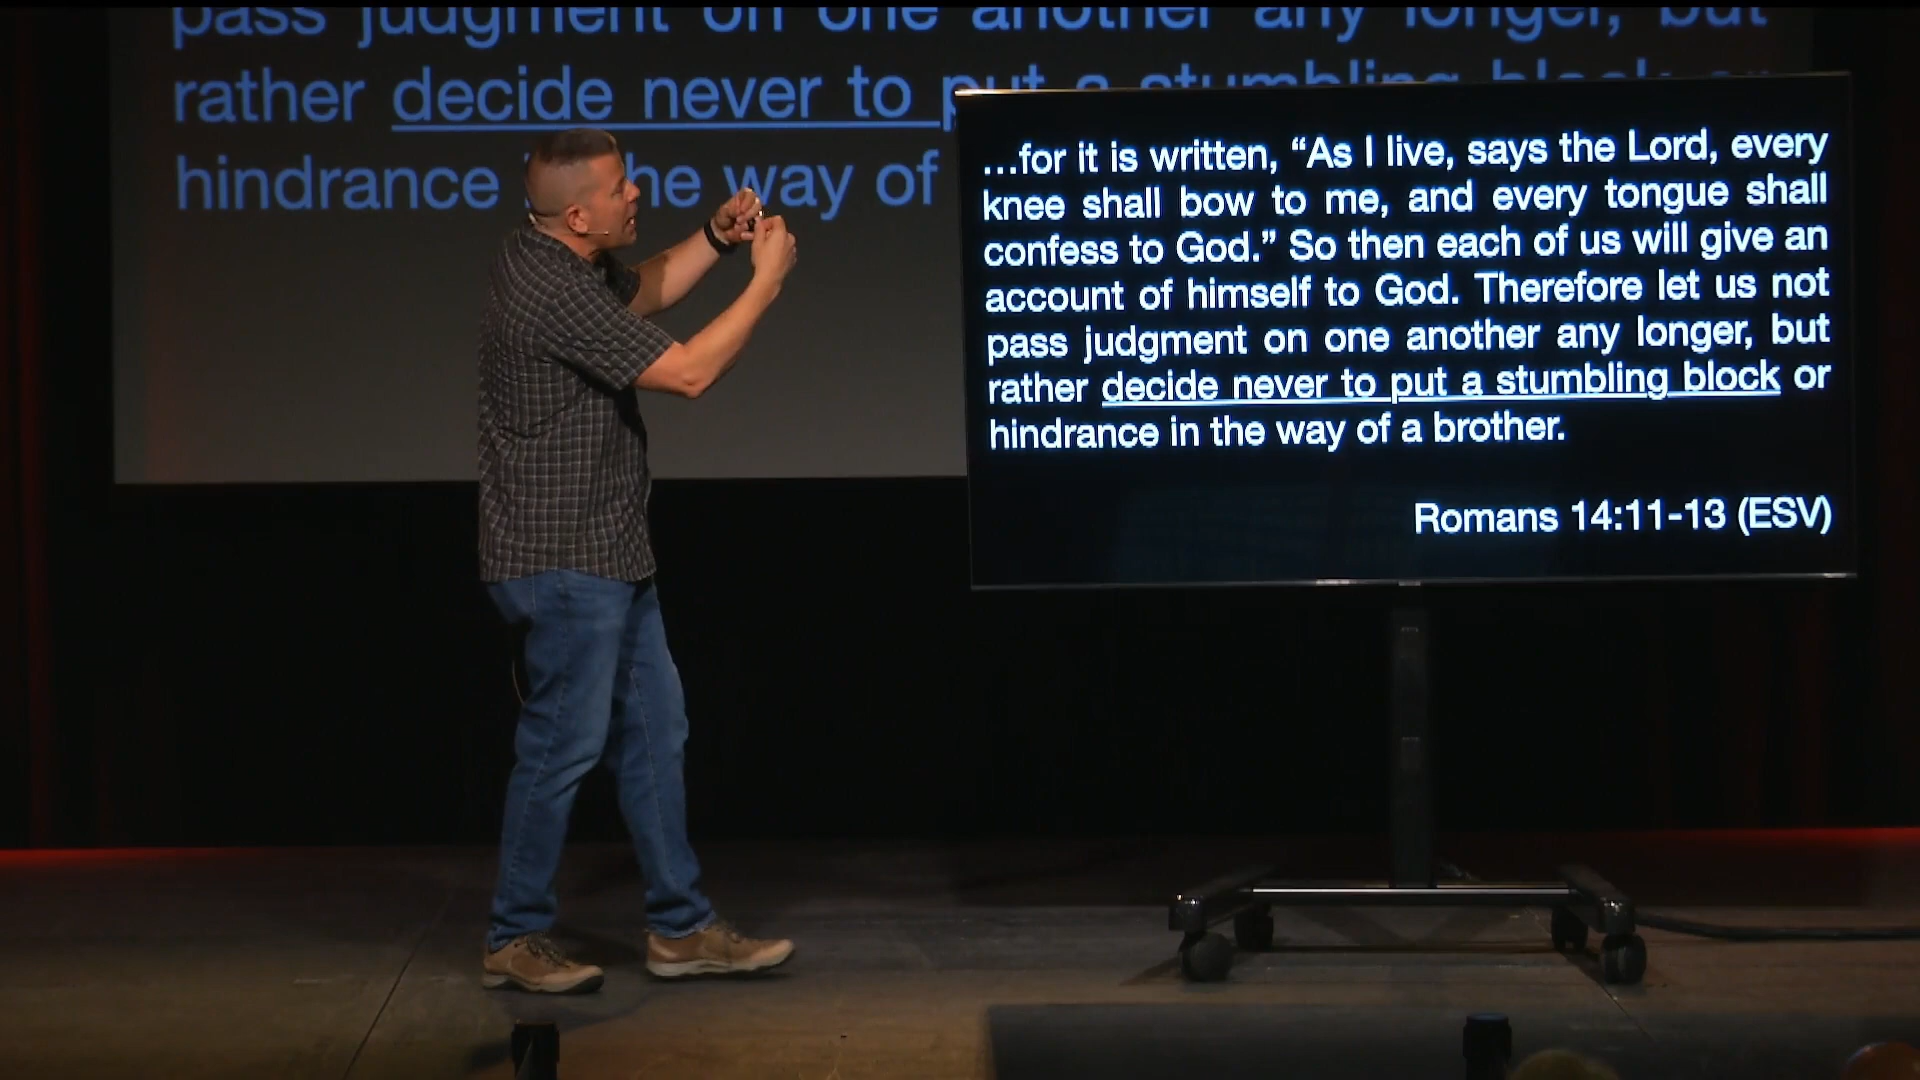 pass judgment on one another any longer, but
rather decide never to put a stumbling block or
hindrance the way of
…for it is written, “As I live, says the Lord, every
knee shall bow to me, and every tongue shall
confess to God.” So then each of us will give an
account of himself to God. Therefore let us not
pass judgment on one another any longer, but
rather decide never to put a stumbling block or
hindrance in the way of a brother.
Romans 14:11-13 (ESV)